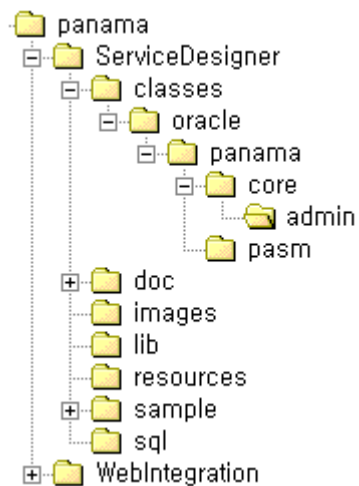 panama
ServiceDesigner
classes
oracle
panama
core
admin
pasm
doc
images
lib
resources
sample
sql
WebIntegration